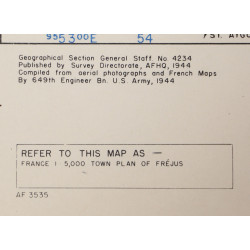 955300E 54
Geographical Section General Staff. No. 4234
Published by Survey Directorate, AFHQ, 1944
Compiled from aerial photographs and French Maps
By 649th Engineer Bn. U.S. Army, 1944
REFER TO THIS MAP AS —
FRANCE 1 : 5,000 TOWN PLAN OF FRÉJUS
AF 3535